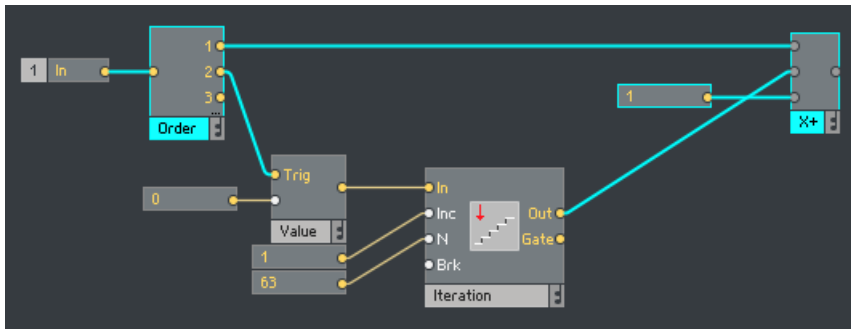 1 In
1
2
3
...
Order
1
X+
Trig
0
Value
In
Inc Out
N Gate
Brk
1
63
Iteration